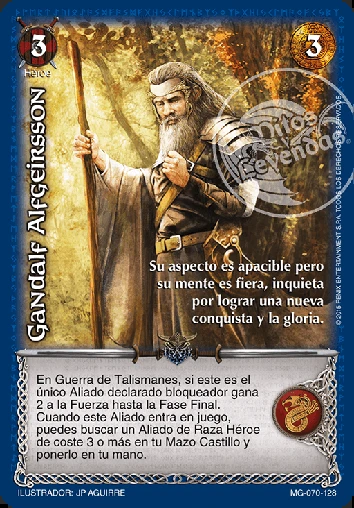 3
Héroe
3
Gandalf Alfgeirsson
Mitos y Leyendas
Su aspecto es apacible pero
su mente es fiera, inquieta
por lograr una nueva
conquista y la gloria.
En Guerra de Talismanes, si este es el
único Aliado declarado bloqueador gana
2 a la Fuerza hasta la Fase Final.
Cuando este Aliado entra en juego,
puedes buscar un Aliado de Raza Héroe
de coste 3 o más en tu Mazo Castillo y
ponerlo en tu mano.
ILUSTRADOR: JP AGUIRRE
MG-070-128